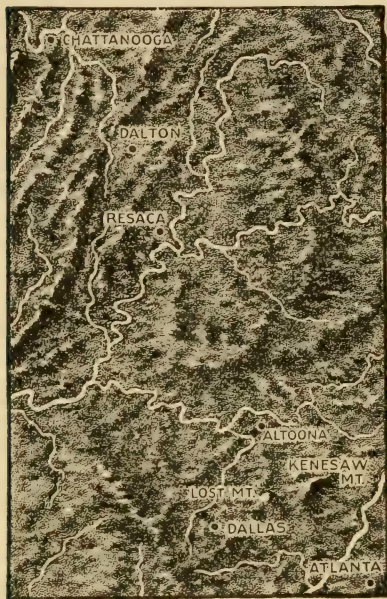 CHATTANOOGA
DALTON
RESACA
ALTOONA
KENESAW
MT.
LOST MT.
DALLAS
ATLANTA